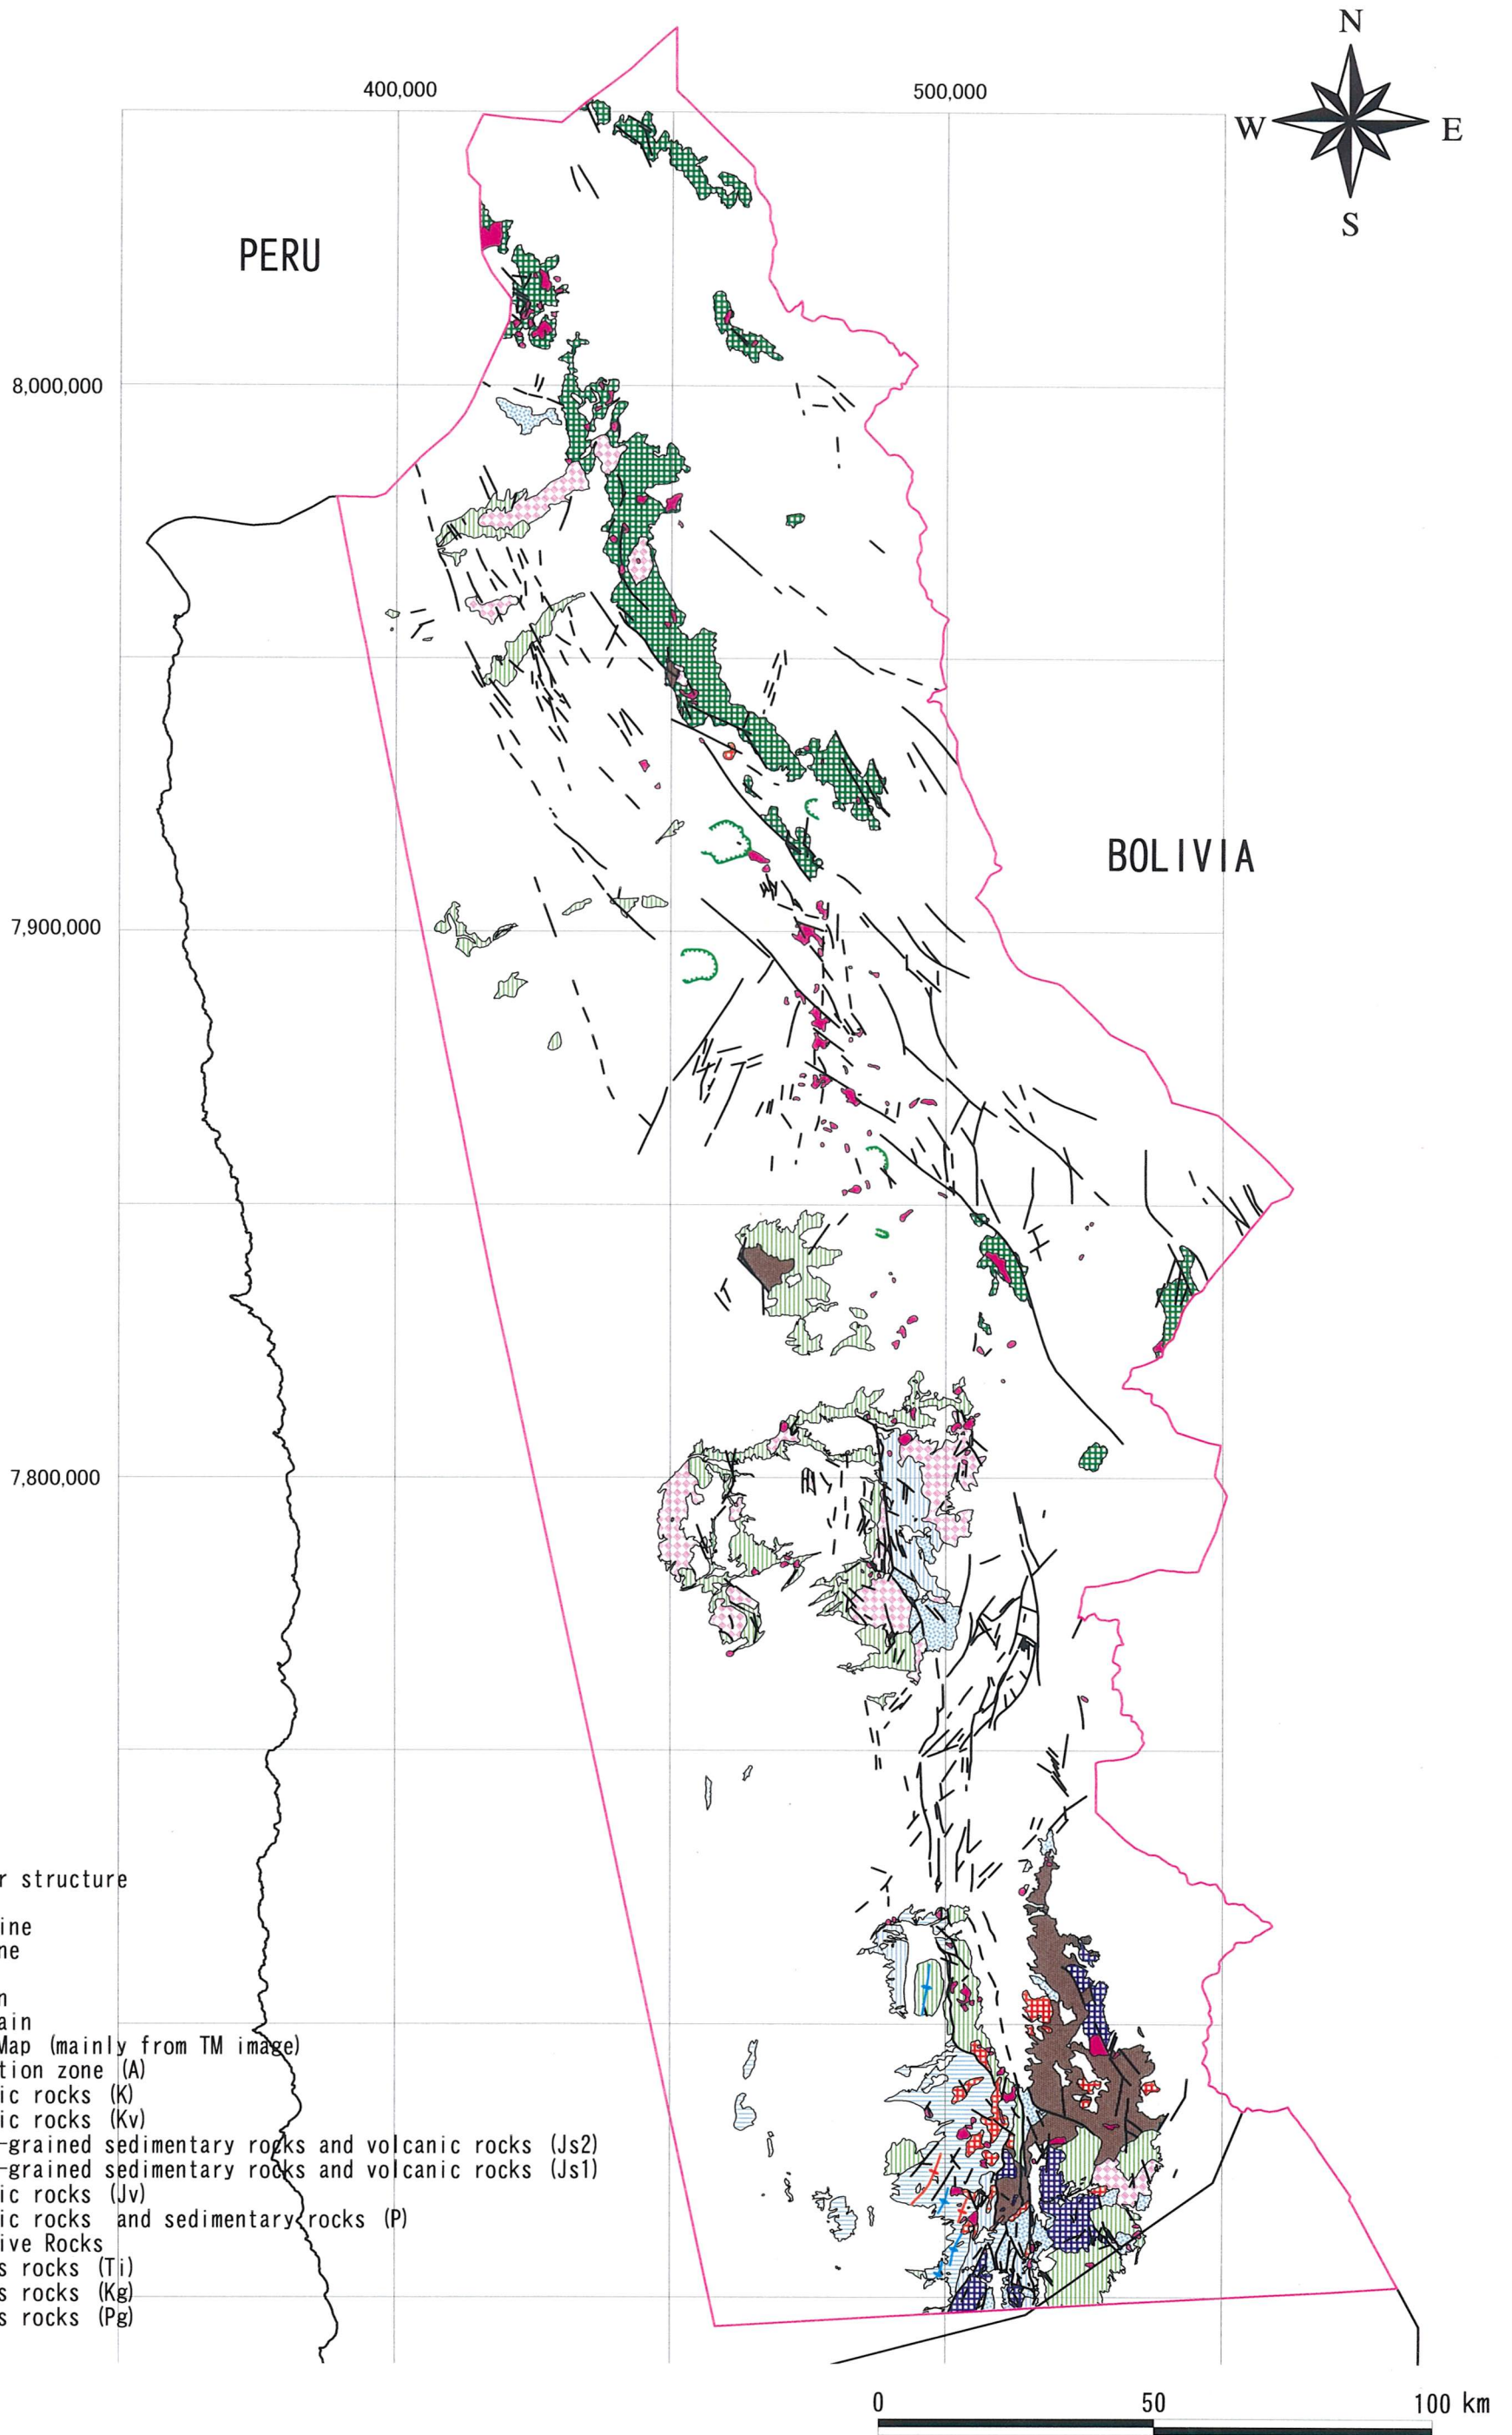 N
W E
S
400,000 500,000
PERU
8,000,000
BOLIVIA
7,900,000
7,800,000
r structure
ine
ne
n
ain
Map (mainly from TM image)
tion zone (A)
ic rocks (K)
ic rocks (Kv)
-grained sedimentary rocks and volcanic rocks (Js2)
-grained sedimentary rocks and volcanic rocks (Js1)
ic rocks (Jv)
ic rocks and sedimentary rocks (P)
ive Rocks
s rocks (Ti)
s rocks (Kg)
s rocks (Pg)
0 50 100 km